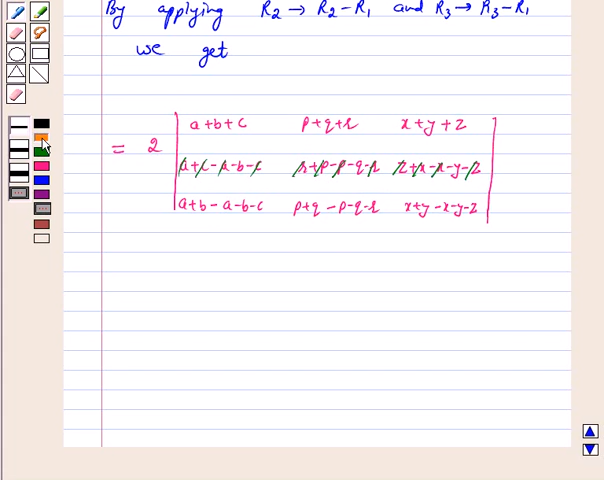 By applying R2 → R2-R1 and R3 → R3-R1
we get
a+b+c p+q+r x+y+z
= 2 a+c-a-b-c r+p-p-q-r z+x-x-y-z
a+b-a-b-c p+q-p-q-r x+y-x-y-z